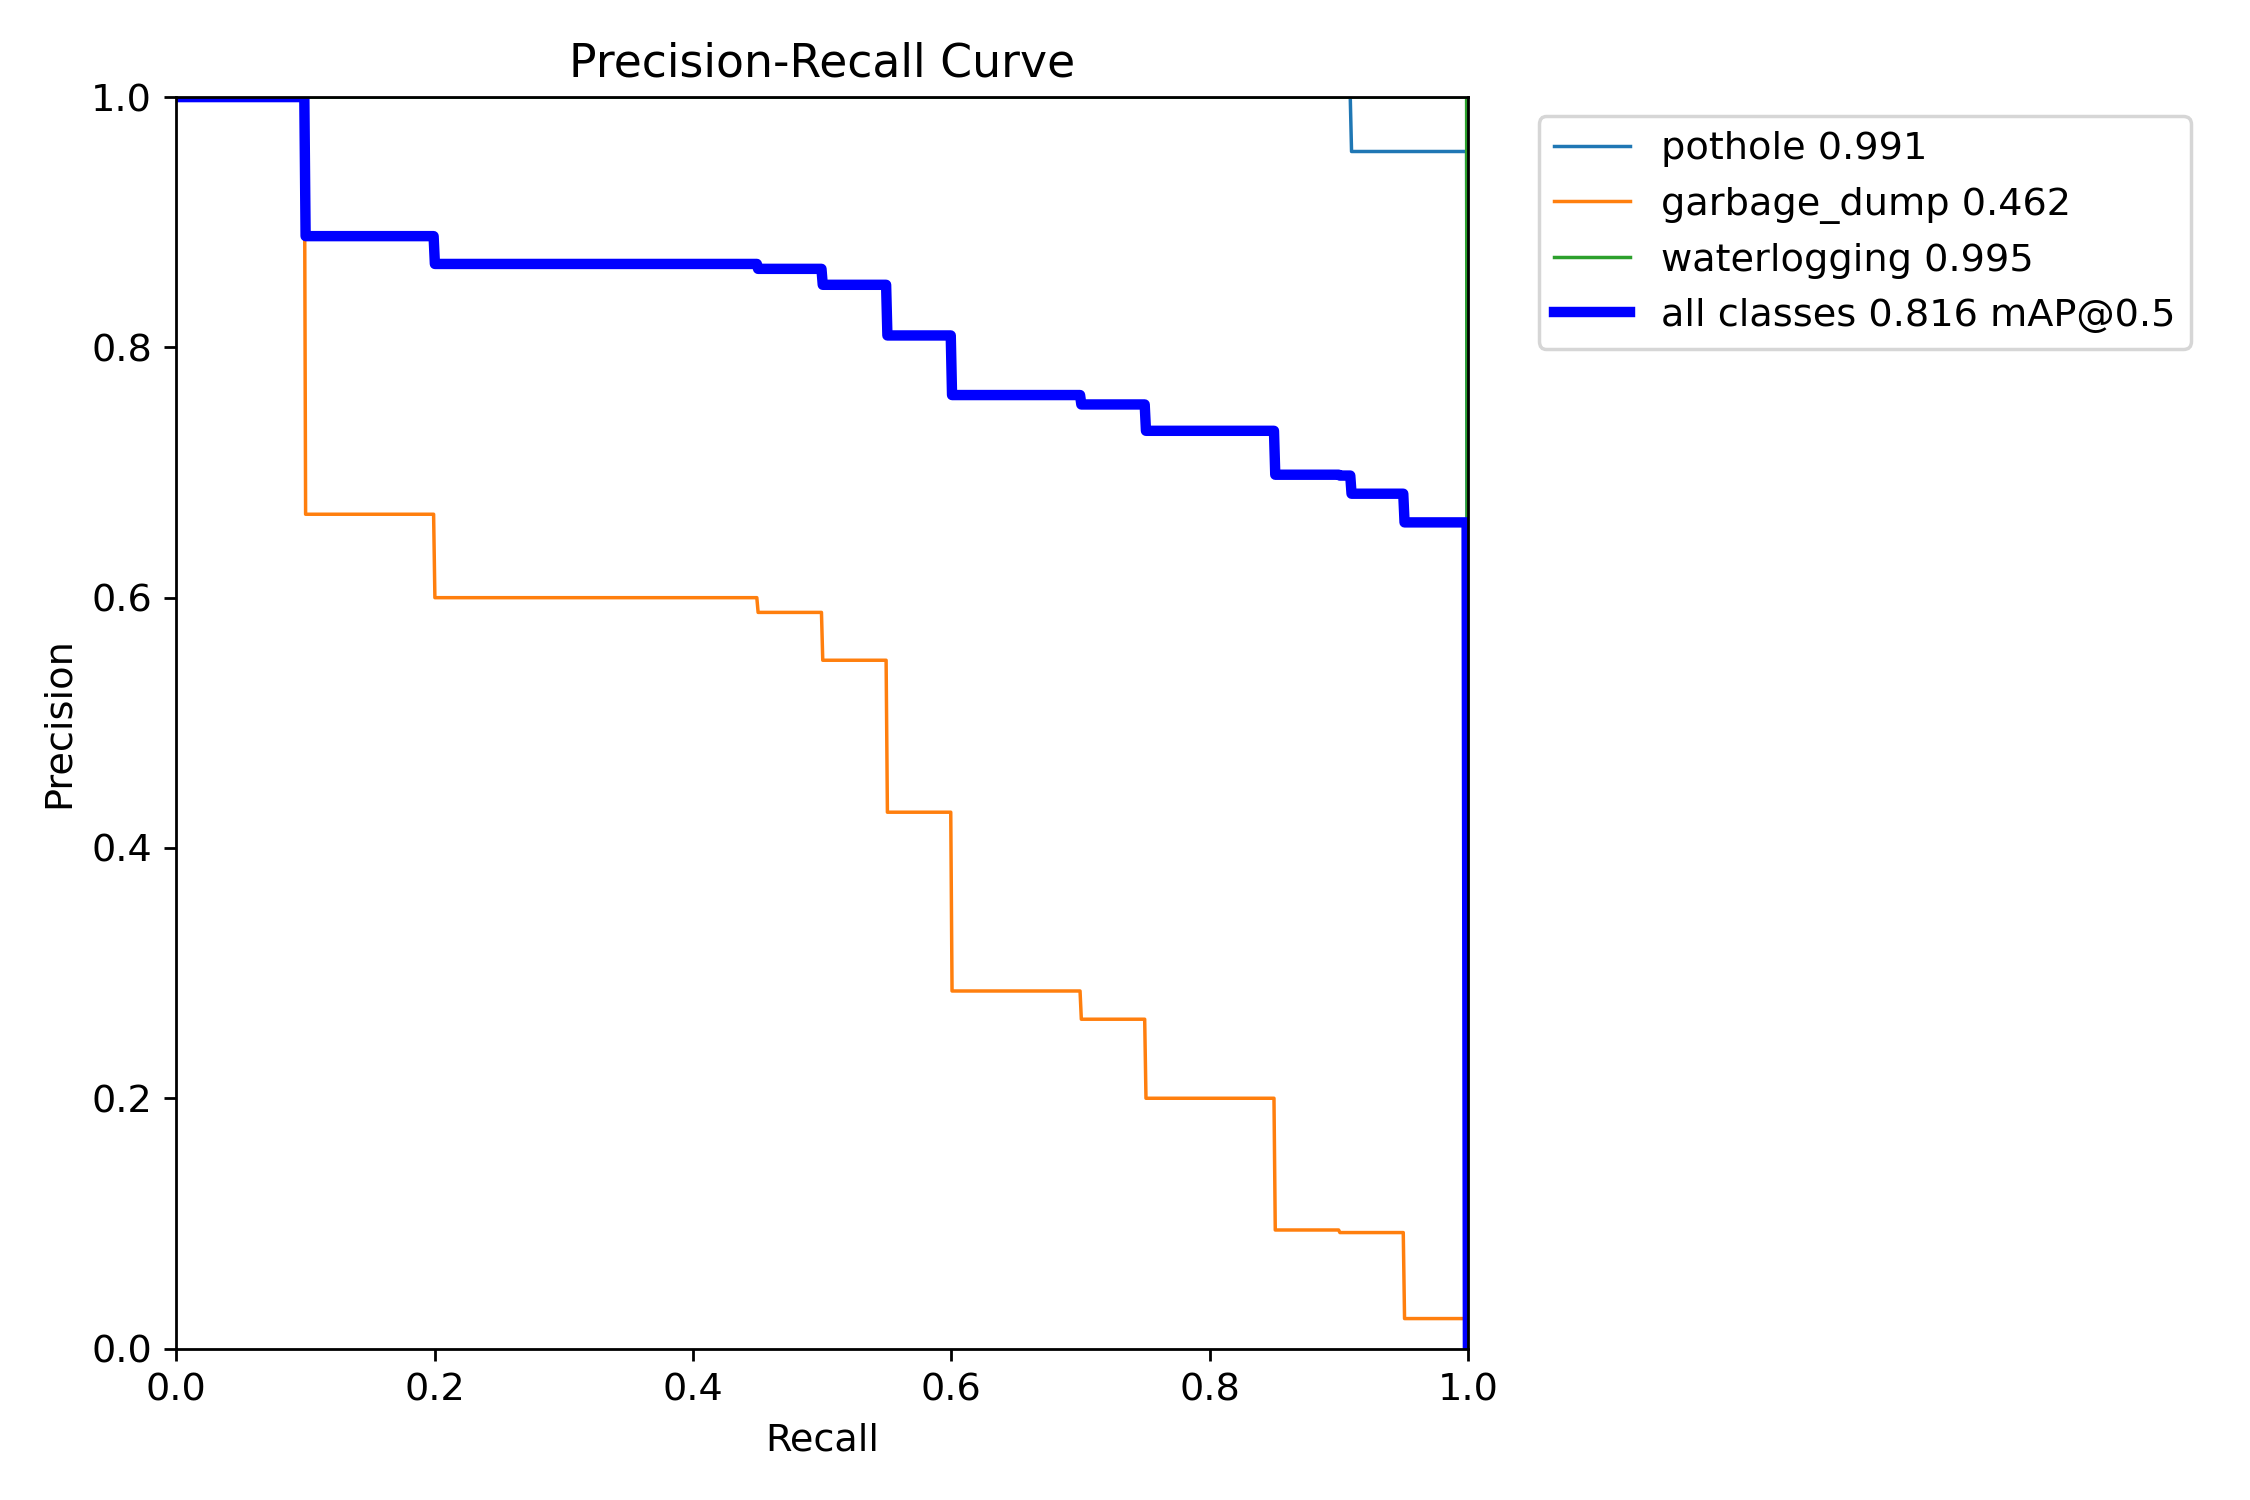 Precision-Recall Curve
1.0
0.8
0.6
0.4
0.2
0.0
Precision
0.0 0.2 0.4 0.6 0.8 1.0
Recall
pothole 0.991
garbage_dump 0.462
waterlogging 0.995
all classes 0.816 mAP@0.5